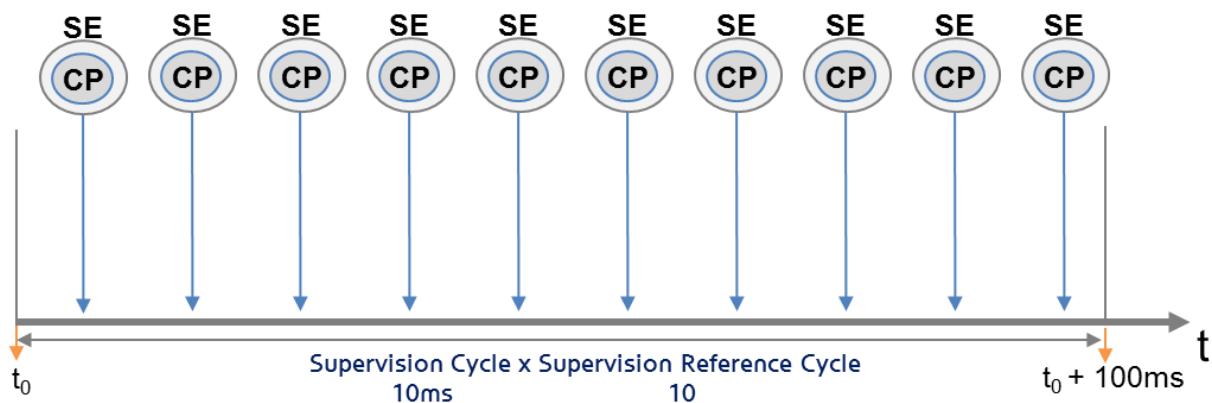 SE SE SE SE SE SE SE SE SE SE
CP CP CP CP CP CP CP CP CP CP
t
Supervision Cycle x Supervision Reference Cycle
t₀ 10ms 10 t₀ + 100ms